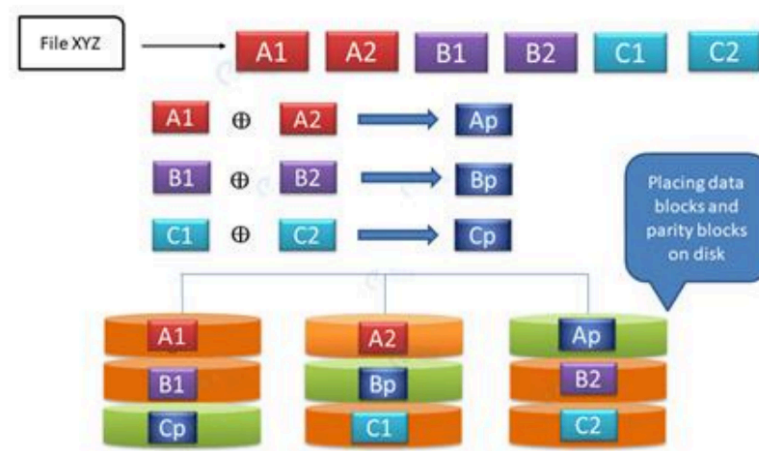 File XYZ
A1 A2 B1 B2 C1 C2
A1 ⊕ A2 Ap
B1 ⊕ B2 Bp
C1 ⊕ C2 Cp
Placing data
blocks and
parity blocks
on disk
A1 A2 Ap
B1 Bp B2
Cp C1 C2